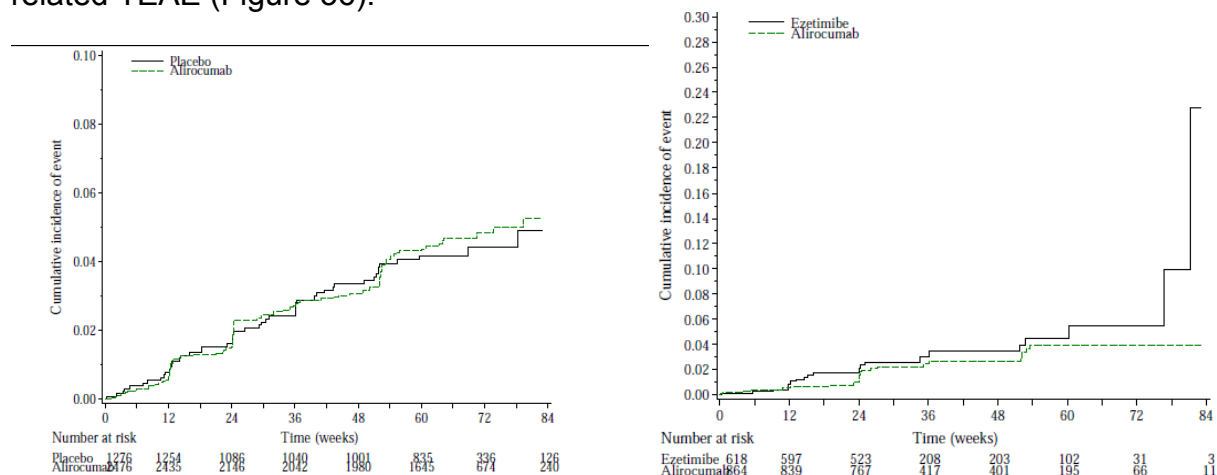 related TEAE (Figure 30).
Placebo
Alirocumab
Cumulative incidence of event
0.10
0.08
0.06
0.04
0.02
0.00
0 12 24 36 48 60 72 84
Number at risk Time (weeks)
Placebo 1276 1254 1086 1040 1001 835 336 126
Alirocumab 2476 2435 2146 2042 1980 1645 674 240
Ezetimibe
Alirocumab
Cumulative incidence of event
0.30
0.28
0.26
0.24
0.22
0.20
0.18
0.16
0.14
0.12
0.10
0.08
0.06
0.04
0.02
0.00
0 12 24 36 48 60 72 84
Number at risk Time (weeks)
Ezetimibe 618 597 523 208 203 102 31 3
Alirocumab 864 839 767 417 401 195 66 11